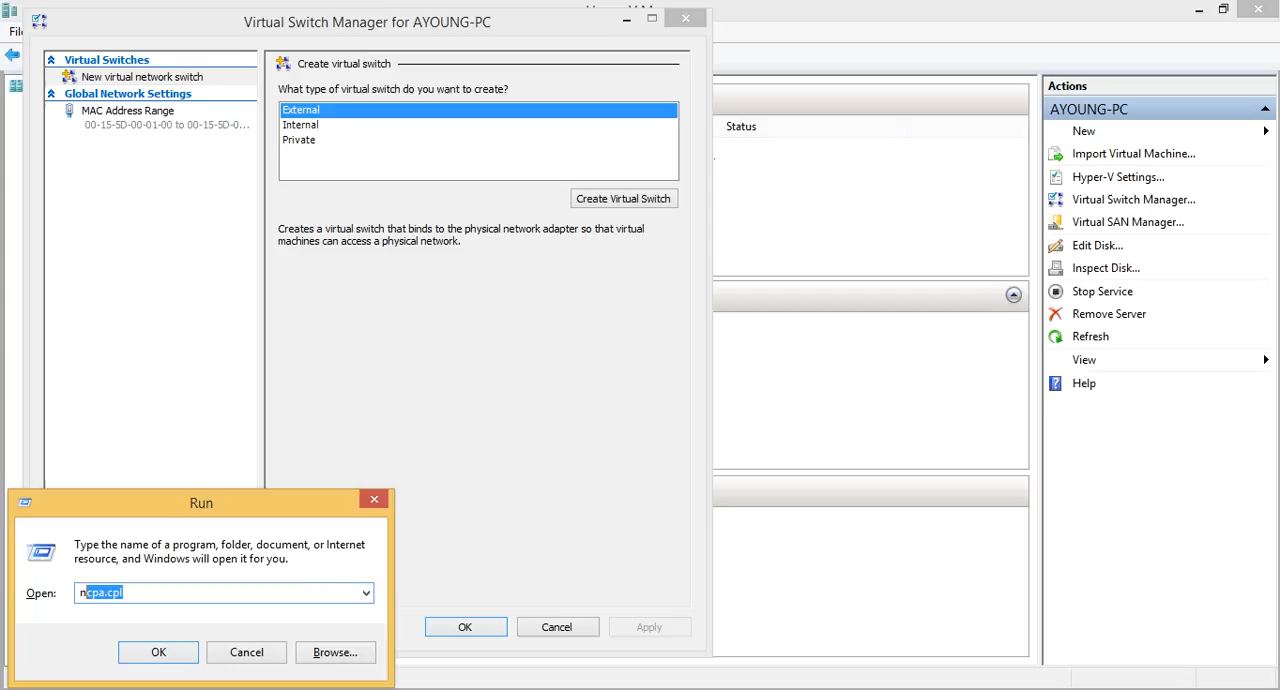 Virtual Switch Manager for AYOUNG-PC
Virtual Switches
New virtual network switch
Global Network Settings
MAC Address Range
00-15-5D-00-01-00 to 00-15-5D-0...
Create virtual switch
What type of virtual switch do you want to create?
External
Internal
Private
Create Virtual Switch
Creates a virtual switch that binds to the physical network adapter so that virtual
machines can access a physical network.
OK
Cancel
Apply
Status
Actions
AYOUNG-PC
New
Import Virtual Machine...
Hyper-V Settings...
Virtual Switch Manager...
Virtual SAN Manager...
Edit Disk...
Inspect Disk...
Stop Service
Remove Server
Refresh
View
Help
Run
Type the name of a program, folder, document, or Internet
resource, and Windows will open it for you.
Open:
ncpa.cpl
OK
Cancel
Browse...